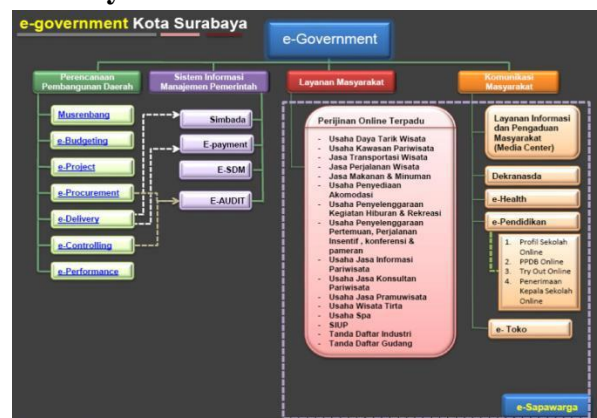 e-government Kota Surabaya
e-Government
Perencanaan
Pembangunan Daerah
Musrenbang
e-Budgeting
e-Project
e-Procurement
e-Delivery
e-Controlling
e-Performance
Sistem Informasi
Manajemen Pemerintah
Simbada
E-payment
E-SDM
E-AUDIT
Layanan Masyarakat
Perijinan Online Terpadu
- Usaha Daya Tarik Wisata
- Usaha Kawasan Pariwisata
- Jasa Transportasi Wisata
- Jasa Perjalanan Wisata
- Jasa Makanan & Minuman
- Usaha Penyediaan
Akomodasi
- Usaha Penyelenggaraan
Kegiatan Hiburan & Rekreasi
- Usaha Penyelenggaraan
Pertemuan, Perjalanan
Insentif , konferensi &
pameran
- Usaha Jasa Informasi
Pariwisata
- Usaha Jasa Konsultan
Pariwisata
- Usaha Jasa Pramuwisata
- Usaha Wisata Tirta
- Usaha Spa
- SIUP
- Tanda Daftar Industri
- Tanda Daftar Gudang
Komunikasi
Masyarakat
Layanan Informasi
dan Pengaduan
Masyarakat
(Media Center)
Dekranasda
e-Health
e-Pendidikan
1. Profil Sekolah
Online
2. PPDB Online
3. Try Out Online
4. Penerimaan
Kepala Sekolah
Online
e- Toko
e-Sapawarga